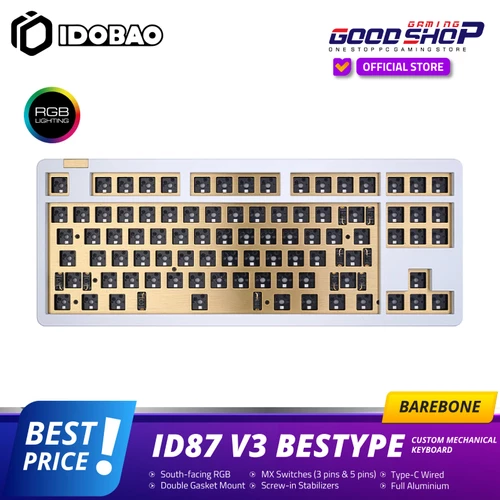 IDOBAO
GAMING
GOODSHOP
ONE STOP PC GAMING STORE
OFFICIAL STORE
RGB
LIGHTING
BAREBONE
BEST
PRICE!
ID87 V3 BESTYPE
CUSTOM MECHANICAL
KEYBOARD
• South-facing RGB • MX Switches (3 pins & 5 pins) • Type-C Wired
• Double Gasket Mount • Screw-in Stabilizers • Full Aluminium